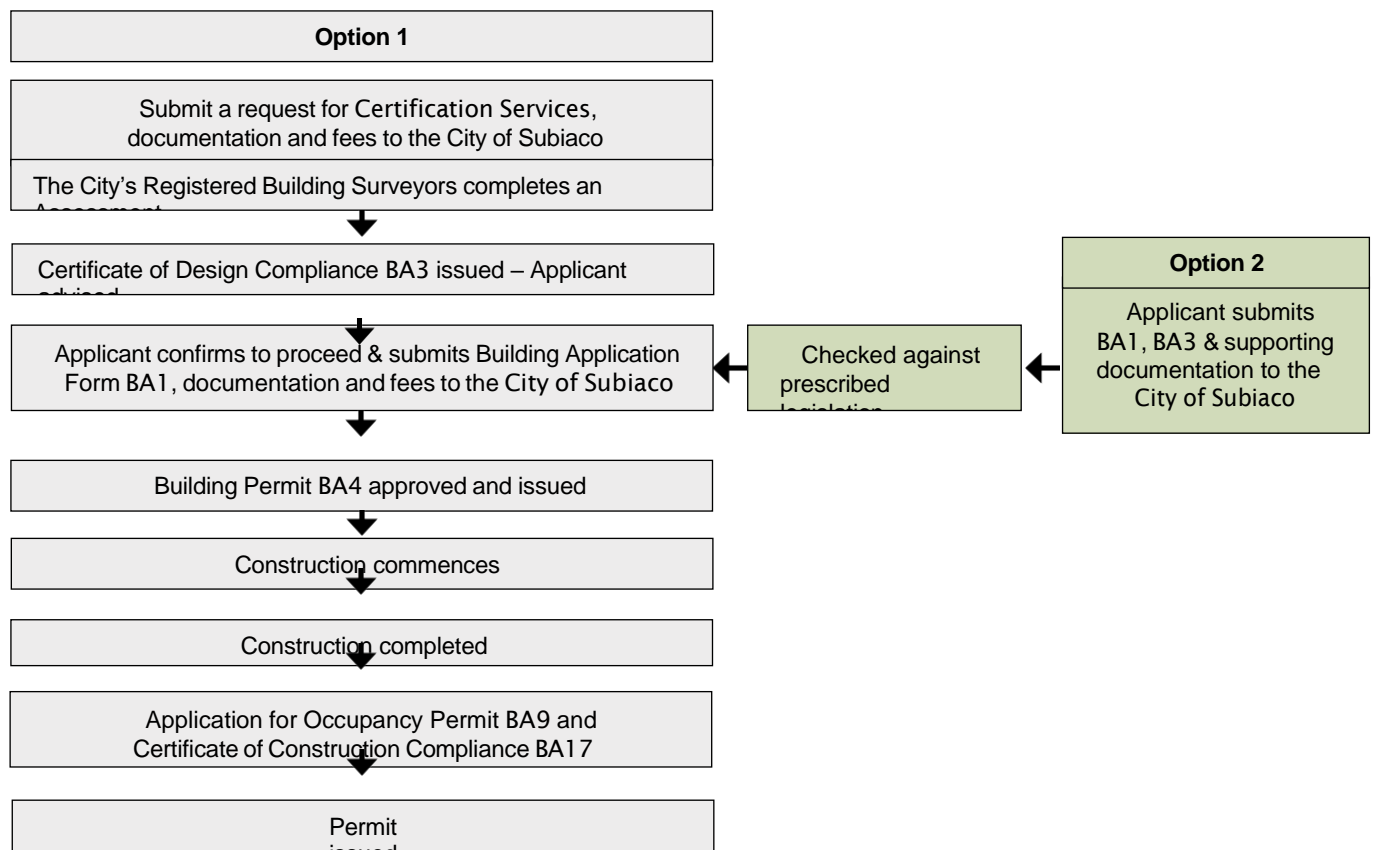 Option 1
Submit a request for Certification Services,
documentation and fees to the City of Subiaco
The City's Registered Building Surveyors completes an
Assessment
Certificate of Design Compliance BA3 issued – Applicant
advised
Applicant confirms to proceed & submits Building Application
Form BA1, documentation and fees to the City of Subiaco
Option 2
Applicant submits
BA1, BA3 & supporting
documentation to the
City of Subiaco
Checked against
prescribed
legislation
Building Permit BA4 approved and issued
Construction commences
Construction completed
Application for Occupancy Permit BA9 and
Certificate of Construction Compliance BA17
Permit
issued